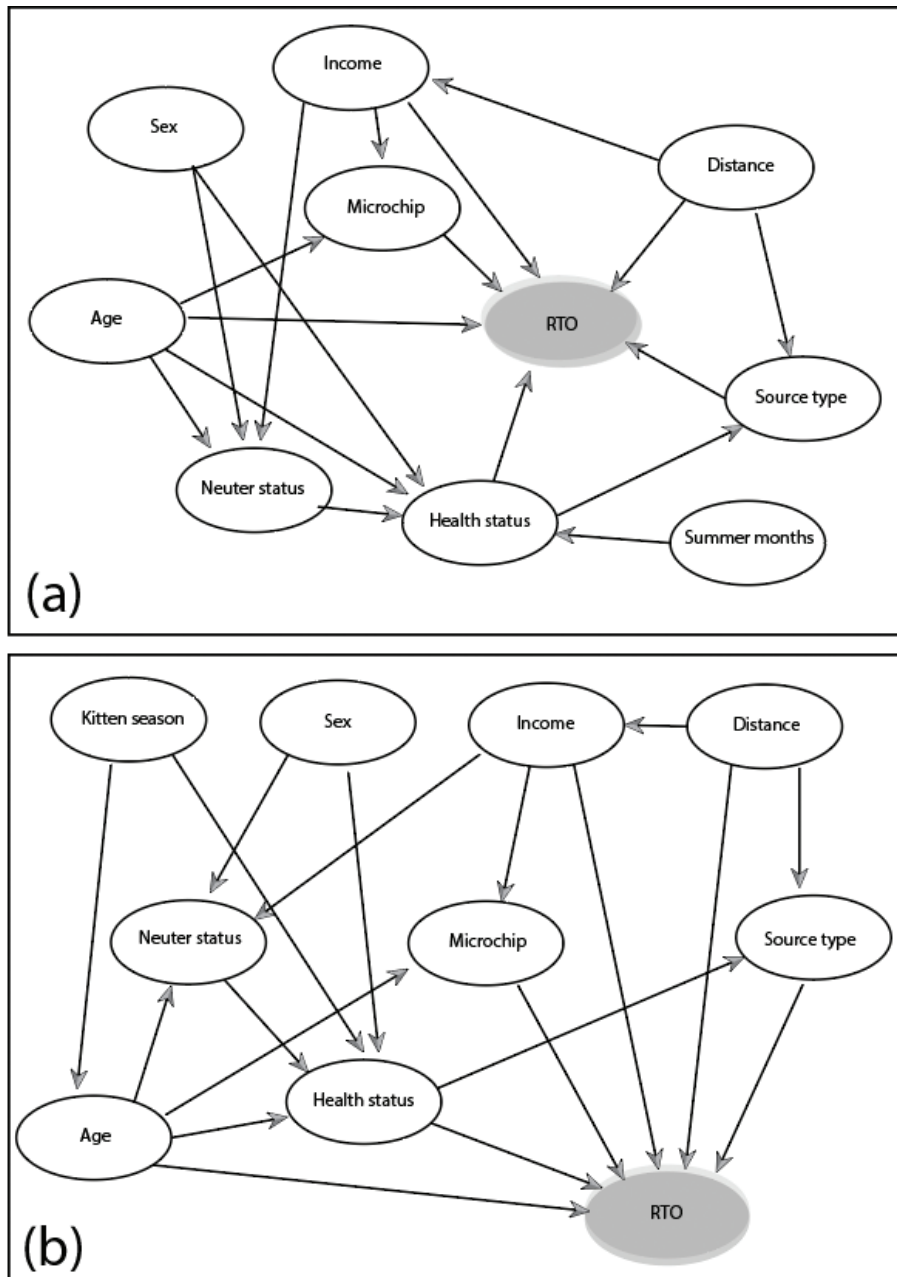 Income
Sex
Distance
Microchip
Age
RTO
Source type
Neuter status
Health status
Summer months
(a)
Kitten season
Sex
Income
Distance
Neuter status
Microchip
Source type
Health status
Age
RTO
(b)